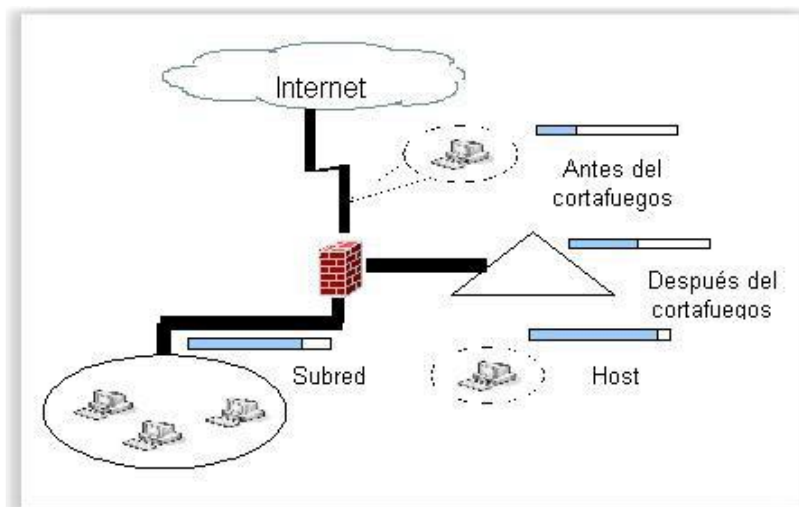 Internet
Antes del
cortafuegos
Después del
cortafuegos
Subred
Host